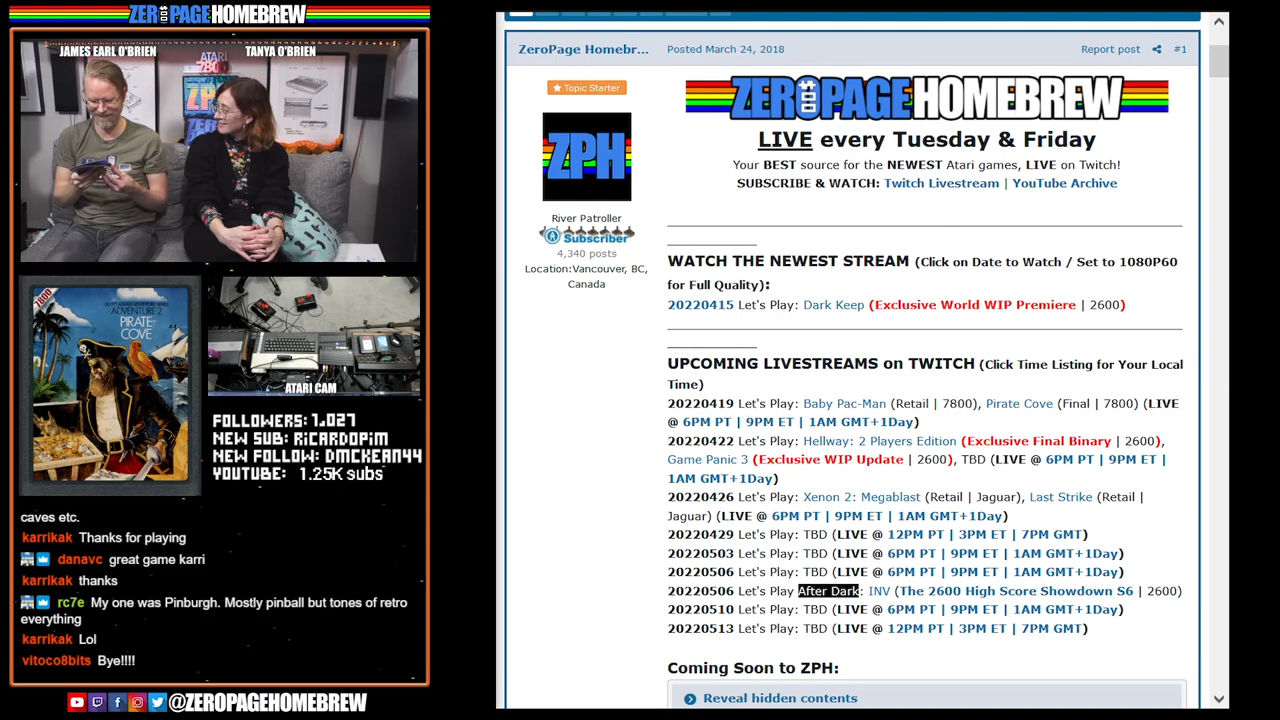 ZEROPAGE HOMEBREW
JAMES EARL O'BRIEN
TANYA O'BRIEN
ATARI
7800
ADVENTURE 2
PIRATE
COVE
ATARI CAM
FOLLOWERS: 1.027
NEW SUB: RICARDOPIM
NEW FOLLOW: DMCKEAN44
YOUTUBE: 1.25K subs
caves etc.
karrikak Thanks for playing
danavc great game karri
karrikak thanks
rc7e My one was Pinburgh. Mostly pinball but tones of retro
everything
karrikak Lol
vitoco8bits Bye!!!!
@ZEROPAGEHOMEBREW
ZeroPage Homebr...
Posted March 24, 2018
Report post
#1
Topic Starter
ZPH
River Patroller
Subscriber
4,340 posts
Location:Vancouver, BC,
Canada
ZEROPAGE HOMEBREW
LIVE every Tuesday & Friday
Your BEST source for the NEWEST Atari games, LIVE on Twitch!
SUBSCRIBE & WATCH: Twitch Livestream | YouTube Archive
WATCH THE NEWEST STREAM (Click on Date to Watch / Set to 1080P60
for Full Quality):
20220415 Let's Play: Dark Keep (Exclusive World WIP Premiere | 2600)
UPCOMING LIVESTREAMS on TWITCH (Click Time Listing for Your Local
Time)
20220419 Let's Play: Baby Pac-Man (Retail | 7800), Pirate Cove (Final | 7800) (LIVE
@ 6PM PT | 9PM ET | 1AM GMT+1Day)
20220422 Let's Play: Hellway: 2 Players Edition (Exclusive Final Binary | 2600),
Game Panic 3 (Exclusive WIP Update | 2600), TBD (LIVE @ 6PM PT | 9PM ET |
1AM GMT+1Day)
20220426 Let's Play: Xenon 2: Megablast (Retail | Jaguar), Last Strike (Retail |
Jaguar) (LIVE @ 6PM PT | 9PM ET | 1AM GMT+1Day)
20220429 Let's Play: TBD (LIVE @ 12PM PT | 3PM ET | 7PM GMT)
20220503 Let's Play: TBD (LIVE @ 6PM PT | 9PM ET | 1AM GMT+1Day)
20220506 Let's Play: TBD (LIVE @ 6PM PT | 9PM ET | 1AM GMT+1Day)
20220506 Let's Play After Dark: INV (The 2600 High Score Showdown S6 | 2600)
20220510 Let's Play: TBD (LIVE @ 6PM PT | 9PM ET | 1AM GMT+1Day)
20220513 Let's Play: TBD (LIVE @ 12PM PT | 3PM ET | 7PM GMT)
Coming Soon to ZPH:
Reveal hidden contents